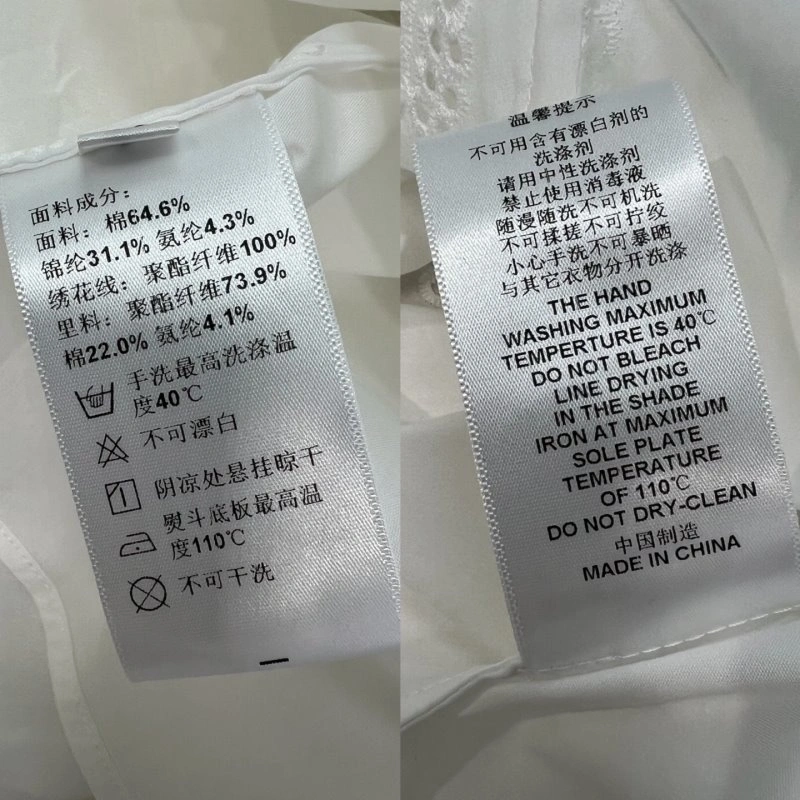 面料成分:
面料: 棉64.6%
锦纶31.1% 氨纶4.3%
绣花线: 聚酯纤维100%
里料: 聚酯纤维73.9%
棉22.0% 氨纶4.1%
手洗最高洗涤温
度40℃
不可漂白
阴凉处悬挂晾干
熨斗底板最高温
度110℃
不可干洗
温馨提示
不可用含有漂白剂的
洗涤剂
请用中性洗涤剂
禁止使用消毒液
随漫随洗不可机洗
不可揉搓不可拧绞
小心手洗不可暴晒
与其它衣物分开洗涤
THE HAND
WASHING MAXIMUM
TEMPERTURE IS 40℃
DO NOT BLEACH
LINE DRYING
IN THE SHADE
IRON AT MAXIMUM
SOLE PLATE
TEMPERATURE
OF 110℃
DO NOT DRY-CLEAN
中国制造
MADE IN CHINA